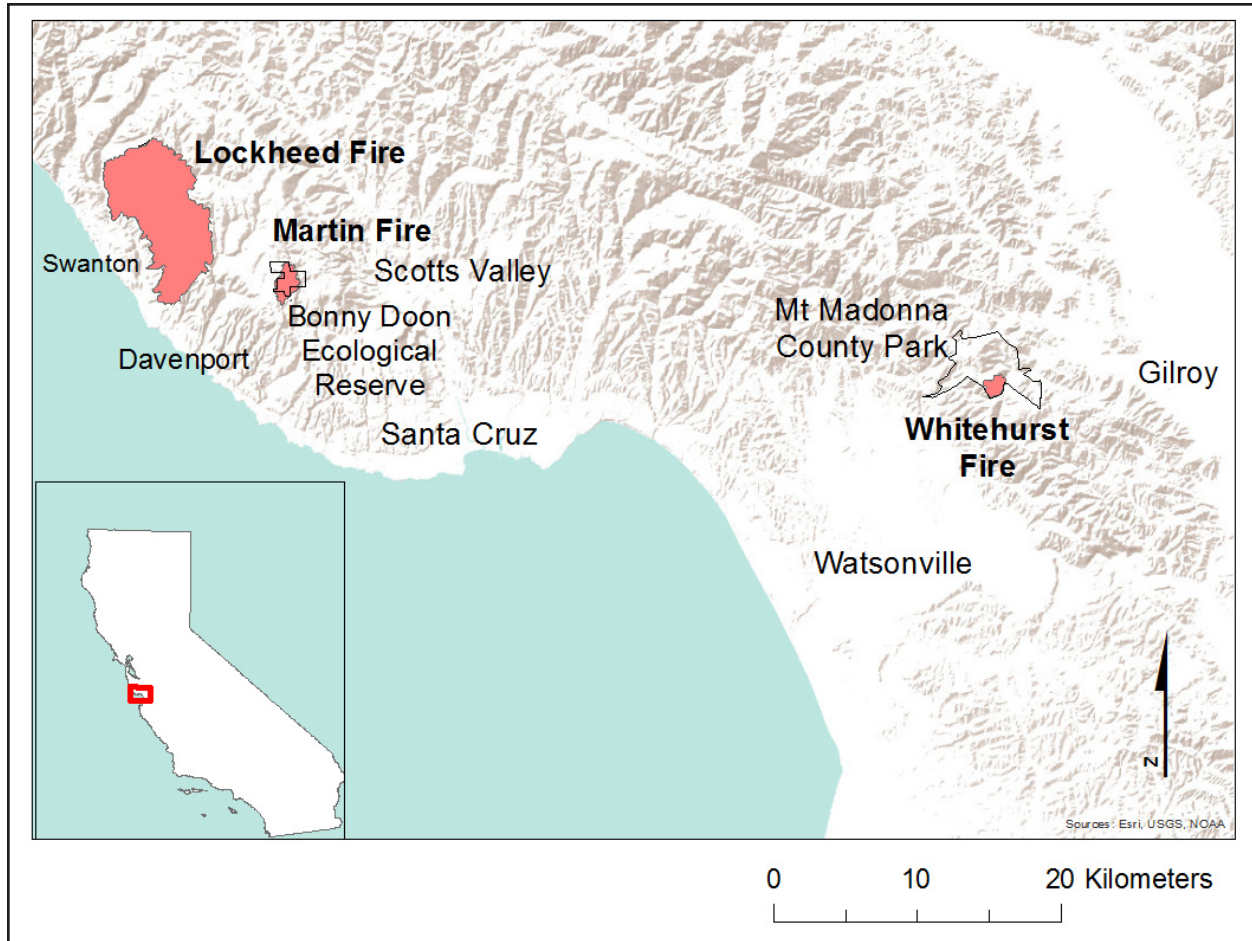 Lockheed Fire
Martin Fire
Swanton
Scotts Valley
Bonny Doon
Ecological
Reserve
Davenport
Santa Cruz
Mt Madonna
County Park
Gilroy
Whitehurst
Fire
Watsonville
N
Sources: Esri, USGS, NOAA
0 10 20 Kilometers